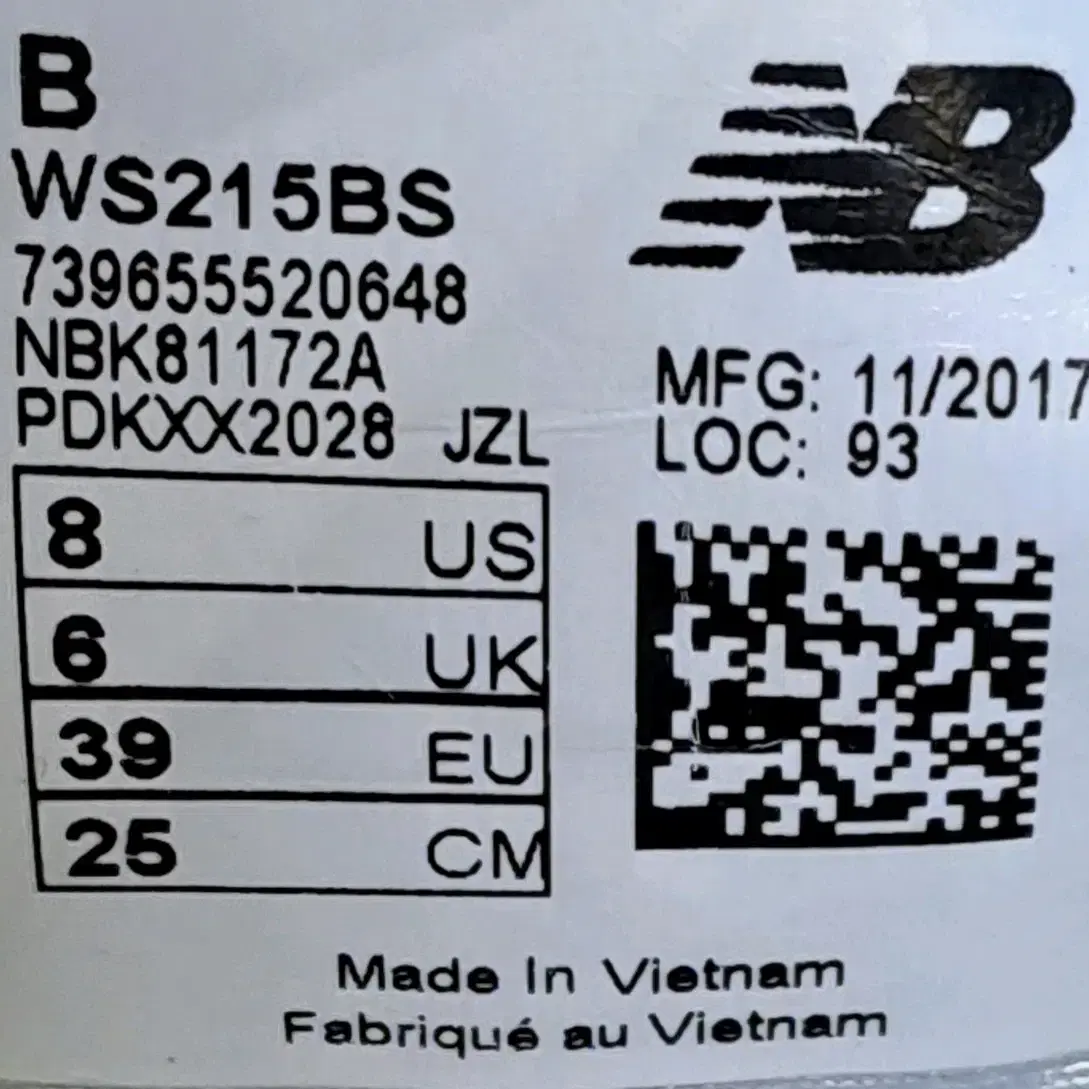 B
WS215BS
739655520648
NBK81172A
PDKXX2028 JZL
NB
MFG: 11/2017
LOC: 93
8 US
6 UK
39 EU
25 CM
Made In Vietnam
Fabriqué au Vietnam